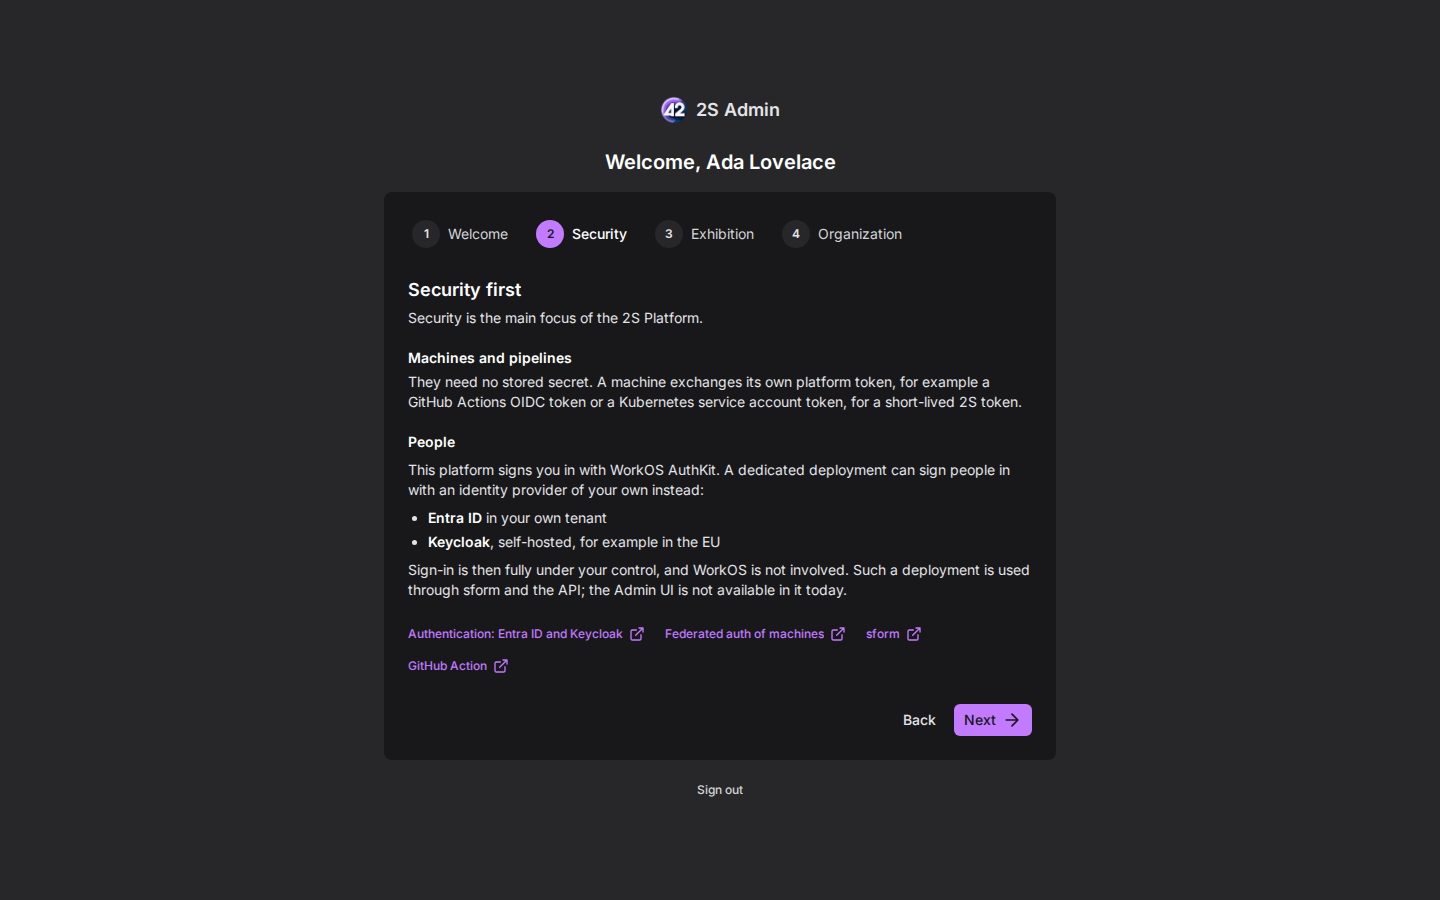 42 2S Admin
Welcome, Ada Lovelace
1 Welcome 2 Security 3 Exhibition 4 Organization
Security first
Security is the main focus of the 2S Platform.
Machines and pipelines
They need no stored secret. A machine exchanges its own platform token, for example a
GitHub Actions OIDC token or a Kubernetes service account token, for a short-lived 2S token.
People
This platform signs you in with WorkOS AuthKit. A dedicated deployment can sign people in
with an identity provider of your own instead:
• Entra ID in your own tenant
• Keycloak, self-hosted, for example in the EU
Sign-in is then fully under your control, and WorkOS is not involved. Such a deployment is used
through sform and the API; the Admin UI is not available in it today.
Authentication: Entra ID and Keycloak Federated auth of machines sform
GitHub Action
Back Next
Sign out